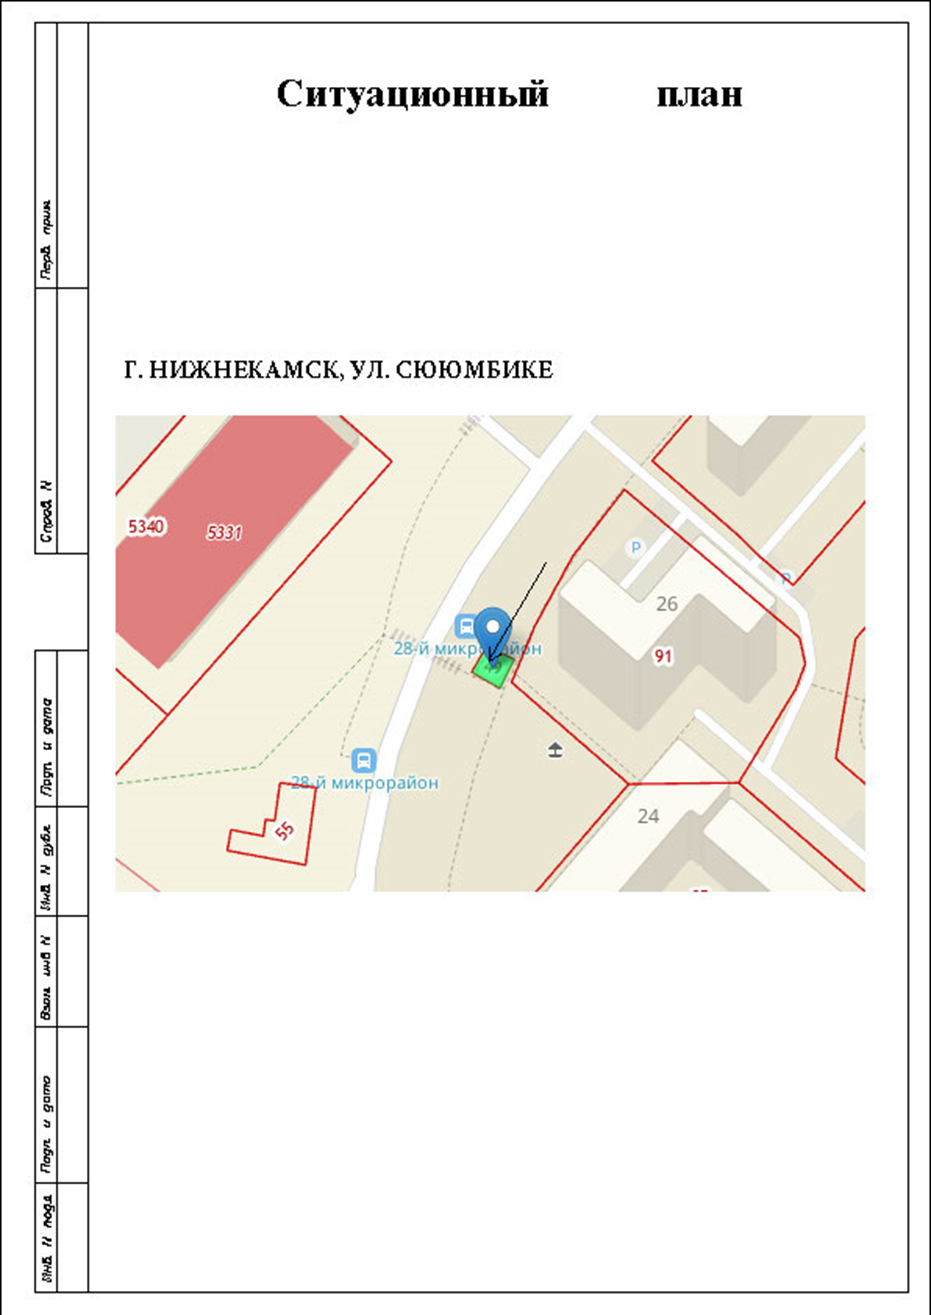 Ситуационный план
Перв. прим.
Г. НИЖНЕКАМСК, УЛ. СЮЮМБИКЕ
Справ. N
5340
5331
P
P
26
28-й микрорайон
91
28-й микрорайон
24
55
Подп. и дата
Инв. N дубл.
Взам. инв N
Подп. и дата
Инв. N подл.